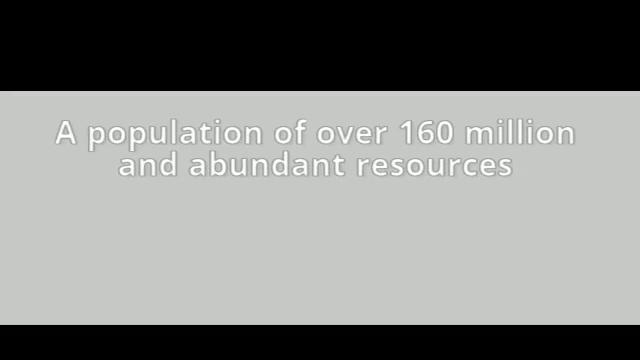 A population of over 160 million
and abundant resources